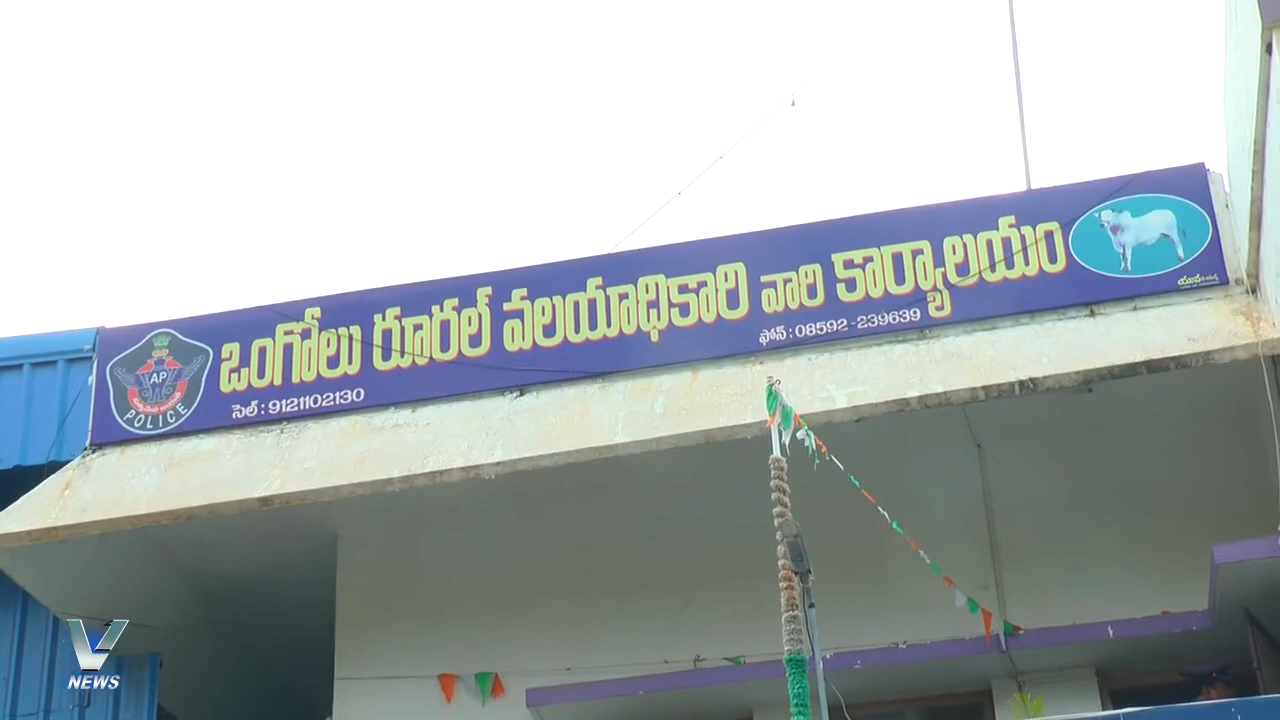 ఒంగోలు రూరల్ వలయాధికారి వారి కార్యాలయం
సెల్ : 9121102130
ఫోన్ : 08592-239639
AP
POLICE
V
NEWS